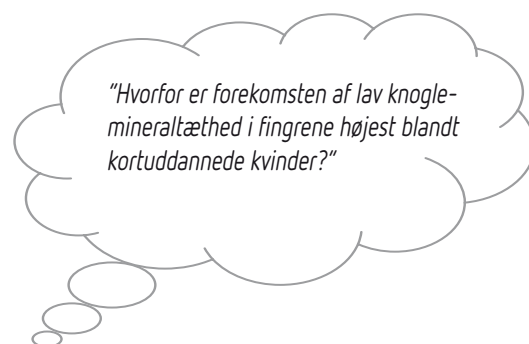 ”Hvorfor er forekomsten af lav knogle-
mineraltæthed i fingrene højest blandt
kortuddannede kvinder?”